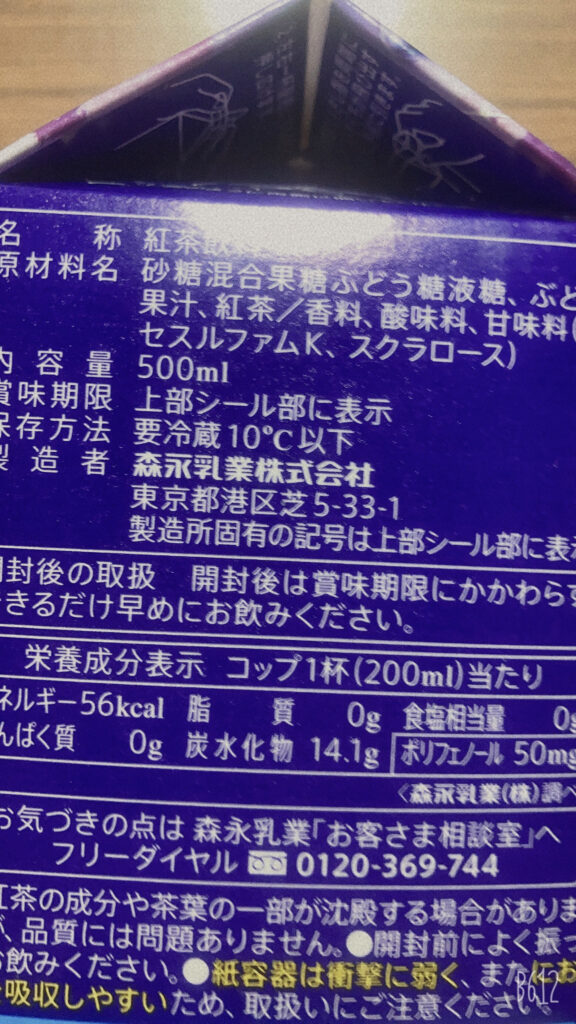 名 称 紅茶飲
原材料名 砂糖混合果糖ぶどう糖液糖、ぶど
果汁、紅茶／香料、酸味料、甘味料(
セスルファムK、スクラロース)
内容量 500ml
賞味期限 上部シール部に表示
保存方法 要冷蔵10℃以下
製造者 森永乳業株式会社
東京都港区芝5-33-1
製造所固有の記号は上部シール部に表示
開封後の取扱 開封後は賞味期限にかかわらず
できるだけ早めにお飲みください。
栄養成分表示 コップ1杯(200ml)当たり
ネルギー56kcal 脂質 0g 食塩相当量 0g
んぱく質 0g 炭水化物 14.1g ポリフェノール 50mg
<森永乳業(株)調べ
お気づきの点は 森永乳業「お客さま相談室」へ
フリーダイヤル 0120-369-744
紅茶の成分や茶葉の一部が沈殿する場合がありま
が、品質には問題ありません。●開封前によく振っ
お飲みください。●紙容器は衝撃に弱く、またにお
を吸収しやすいため、取扱いにご注意ください。
B612